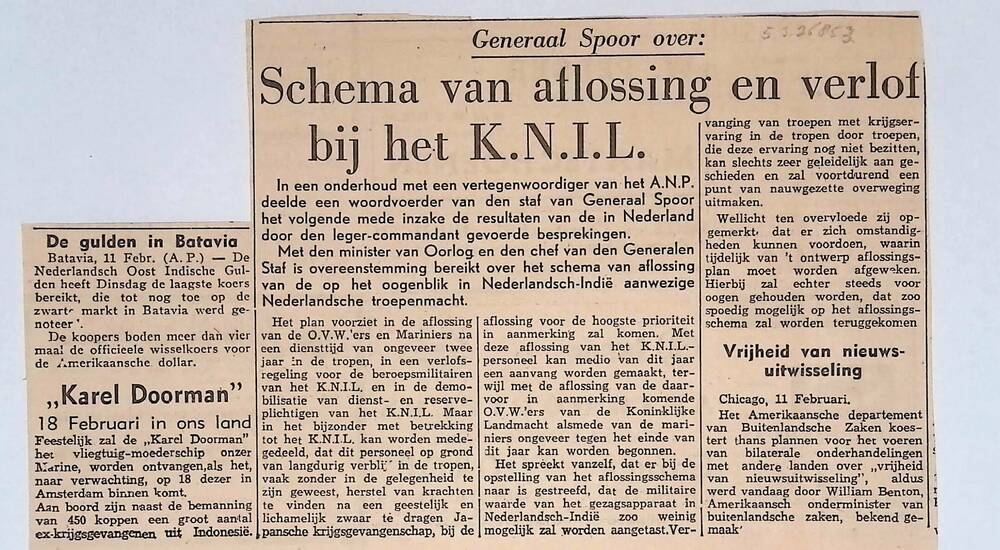 Generaal Spoor over:
Schema van aflossing en verlof
bij het K.N.I.L.
In een onderhoud met een vertegenwoordiger van het A.N.P.
deelde een woordvoerder van den staf van Generaal Spoor
het volgende mede inzake de resultaten van de in Nederland
door den leger-commandant gevoerde besprekingen.
Met den minister van Oorlog en den chef van den Generalen
Staf is overeenstemming bereikt over het schema van aflossing
van de op het oogenblik in Nederlandsch-Indië aanwezige
Nederlandsche troepenmacht.
Het plan voorziet in de aflossing
van de O.V.W.'ers en Mariniers na
een diensttijd van ongeveer twee
jaar in de tropen, in een verlofs-
regeling voor de beroepsmilitairen
van het K.N.I.L. en in de demo-
bilisatie van dienst- en reserve-
plichtigen van het K.N.I.L. Maar
in het bijzonder met betrekking
tot het K.N.I.L. kan worden mede-
gedeeld, dat dit personeel op grond
van langdurig verblij' in de tropen,
vaak zonder in de gelegenheid te
zijn geweest, herstel van krachten
te vinden na een geestelijk en
lichamelijk zwaar te dragen Ja-
pansche krijgsgevangenschap, bij de
aflossing voor de hoogste prioriteit
in aanmerking zal komen. Met
deze aflossing van het K.N.I.L.-
personeel kan medio van dit jaar
een aanvang worden gemaakt, ter-
wijl met de aflossing van de daar-
voor in aanmerking komende
O.V.W.'ers van de Koninklijke
Landmacht alsmede van de mari-
niers ongeveer tegen het einde van
dit jaar kan worden begonnen.
Het spreekt vanzelf, dat er bij de
opstelling van het aflossingsschema
naar is gestreefd, dat de militaire
waarde van het gezagsapparaat in
Nederlandsch-Indië zoo weinig
mogelijk zal worden aangetast. Ver-
vanging van troepen met krijgser-
varing in de tropen door troepen,
die deze ervaring nog niet bezitten,
kan slechts zeer geleidelijk aan ge-
schieden en zal voortdurend een
punt van nauwgezette overweging
uitmaken.
Wellicht ten overvloede zij op-
gemerkt, dat er zich omstandig-
heden kunnen voordoen, waarin
tijdelijk van 't ontwerp aflossings-
plan moet worden afgeweken.
Hierbij zal echter steeds voor
oogen gehouden worden, dat zoo
spoedig mogelijk op het aflossings-
schema zal worden teruggekomen
Vrijheid van nieuws-
uitwisseling
Chicago, 11 Februari.
Het Amerikaansche departement
van Buitenlandsche Zaken koes-
tert thans plannen voor het voeren
van bilaterale onderhandelingen
met andere landen over „vrijheid
van nieuwsuitwisseling", aldus
werd vandaag door William Benton,
Amerikaansch onderminister van
buitenlandsche zaken, bekend ge-
maak'
De gulden in Batavia
Batavia, 11 Febr. (A.P.) — De
Nederlandsch Oost Indische Gul-
den heeft Dinsdag de laagste koers
bereikt, die tot nog toe op de
zwarte markt in Batavia werd ge-
noteer'.
De koopers boden meer dan vier
maal de officieele wisselkoers voor
de Amerikaansche dollar.
„Karel Doorman"
18 Februari in ons land
Feestelijk zal de „Karel Doorman"
het vliegtuig-moederschip onzer
Marine, worden ontvangen, als het,
naar verwachting, op 18 dezer in
Amsterdam binnen komt.
Aan boord zijn naast de bemanning
van 450 koppen een groot aantal
ex-krijgsgevangenen uit Indonesië.